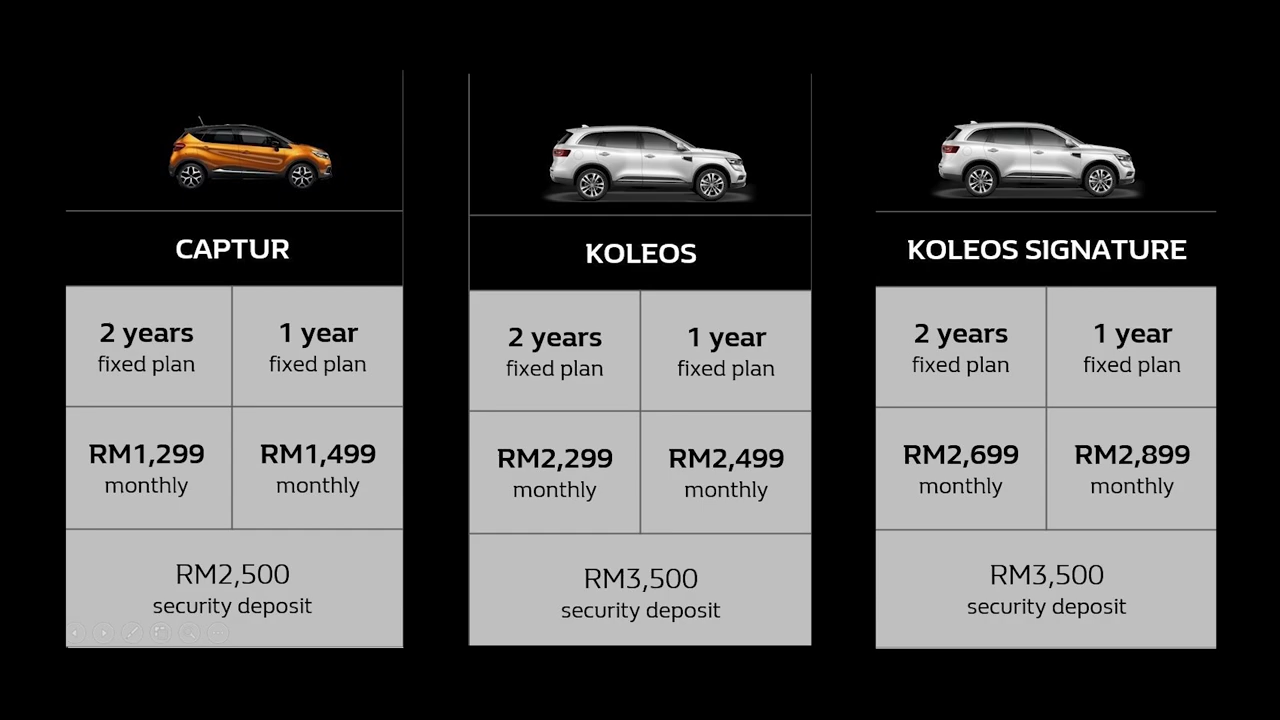 CAPTUR
2 years
fixed plan
1 year
fixed plan
RM1,299
monthly
RM1,499
monthly
RM2,500
security deposit
KOLEOS
2 years
fixed plan
1 year
fixed plan
RM2,299
monthly
RM2,499
monthly
RM3,500
security deposit
KOLEOS SIGNATURE
2 years
fixed plan
1 year
fixed plan
RM2,699
monthly
RM2,899
monthly
RM3,500
security deposit